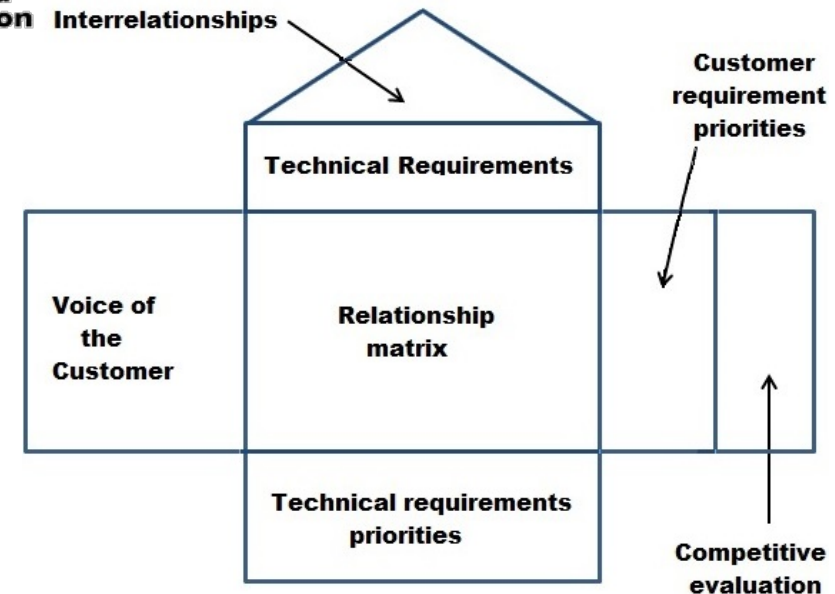 on Interrelationships
Customer
requirement
priorities
Technical Requirements
Voice of
the
Customer
Relationship
matrix
Technical requirements
priorities
Competitive
evaluation